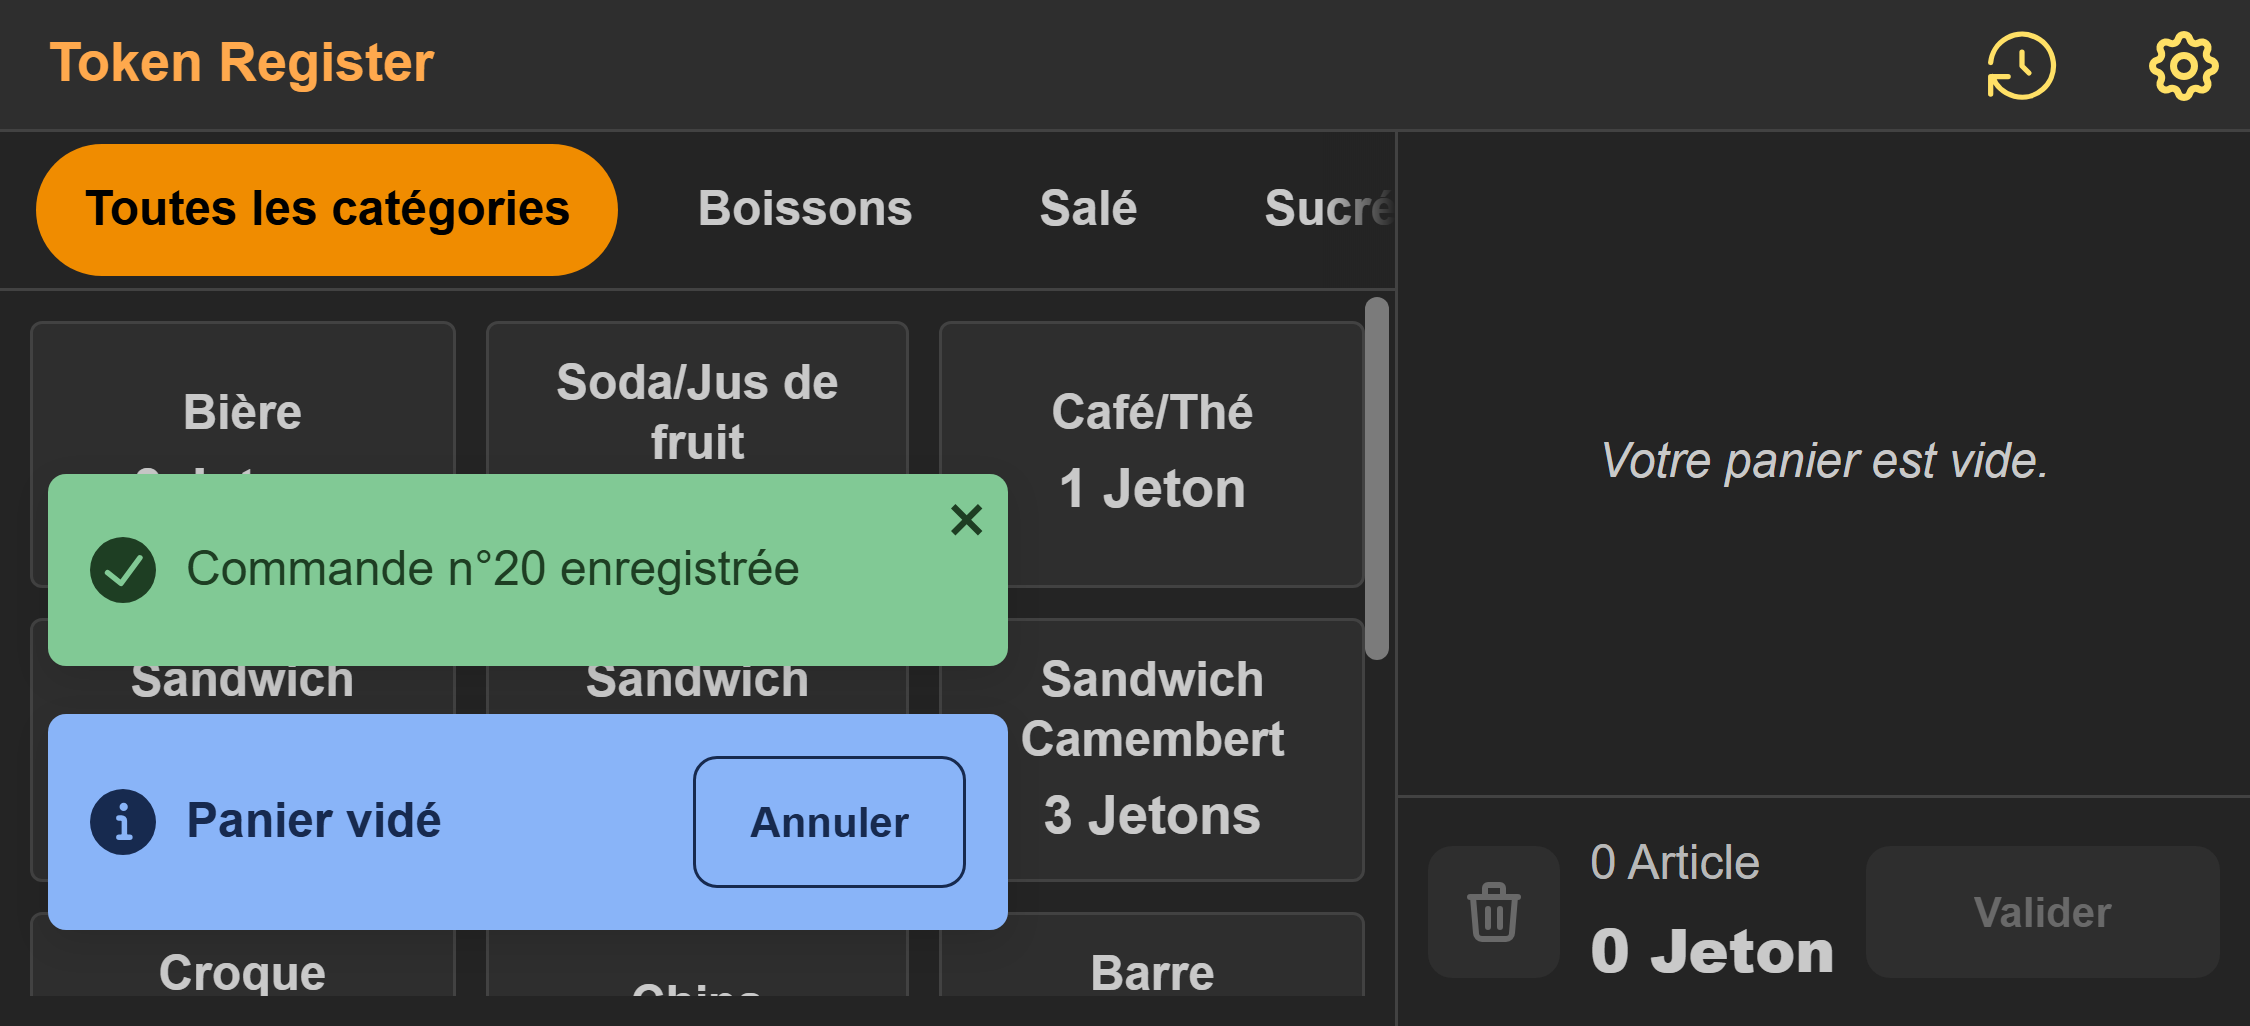 Token Register
Toutes les catégories
Boissons
Salé
Sucré
Bière
Soda/Jus de
fruit
Café/Thé
1 Jeton
Commande n°20 enregistrée
Sandwich
Sandwich
Sandwich
Camembert
3 Jetons
Panier vidé
Annuler
Croque
Barre
Votre panier est vide.
0 Article
0 Jeton
Valider